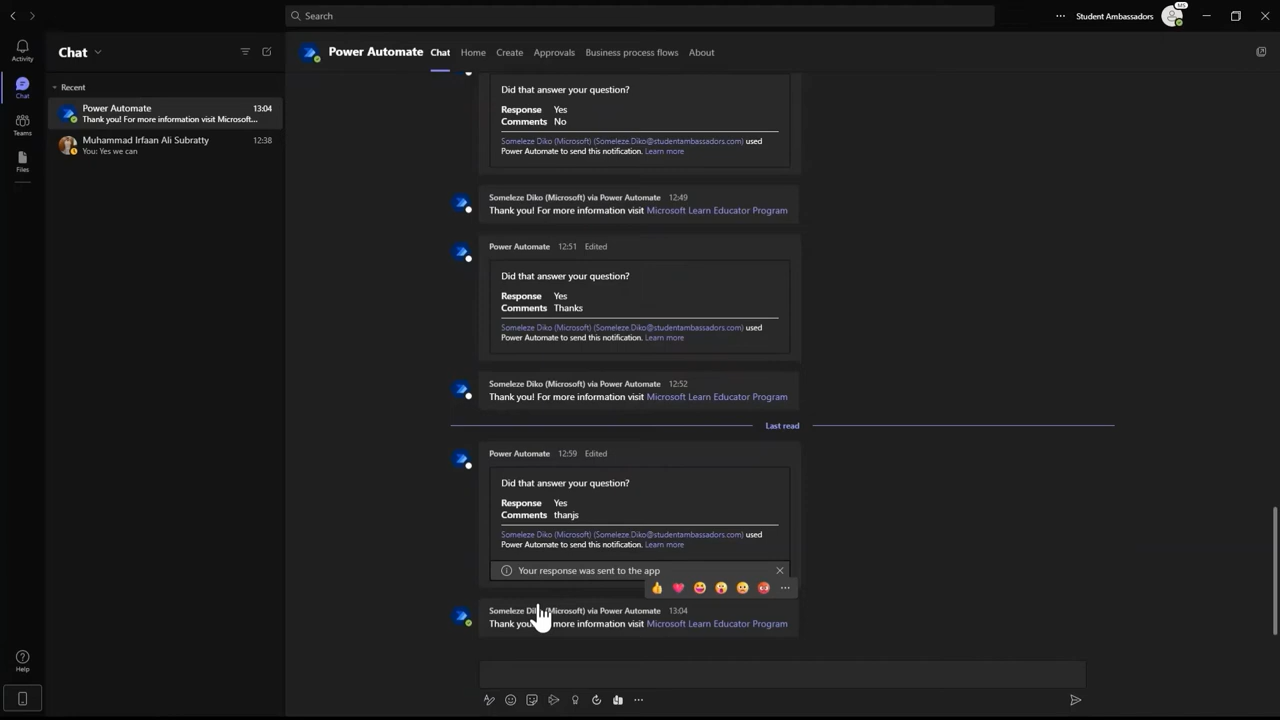 Search
Student Ambassadors
MS
Activity
Chat
Teams
Files
Help
Chat
Recent
Power Automate 13:04
Thank you! For more information visit Microsoft...
Muhammad Irfaan Ali Subratty 12:38
You: Yes we can
Power Automate Chat Home Create Approvals Business process flows About
Did that answer your question?
Response Yes
Comments No
Someleze Diko (Microsoft) (Someleze.Diko@studentambassadors.com) used
Power Automate to send this notification. Learn more
Someleze Diko (Microsoft) via Power Automate 12:49
Thank you! For more information visit Microsoft Learn Educator Program
Power Automate 12:51 Edited
Did that answer your question?
Response Yes
Comments Thanks
Someleze Diko (Microsoft) (Someleze.Diko@studentambassadors.com) used
Power Automate to send this notification. Learn more
Someleze Diko (Microsoft) via Power Automate 12:52
Thank you! For more information visit Microsoft Learn Educator Program
Last read
Power Automate 12:59 Edited
Did that answer your question?
Response Yes
Comments thanjs
Someleze Diko (Microsoft) (Someleze.Diko@studentambassadors.com) used
Power Automate to send this notification. Learn more
Your response was sent to the app
Someleze Diko (Microsoft) via Power Automate 13:04
Thank you! more information visit Microsoft Learn Educator Program